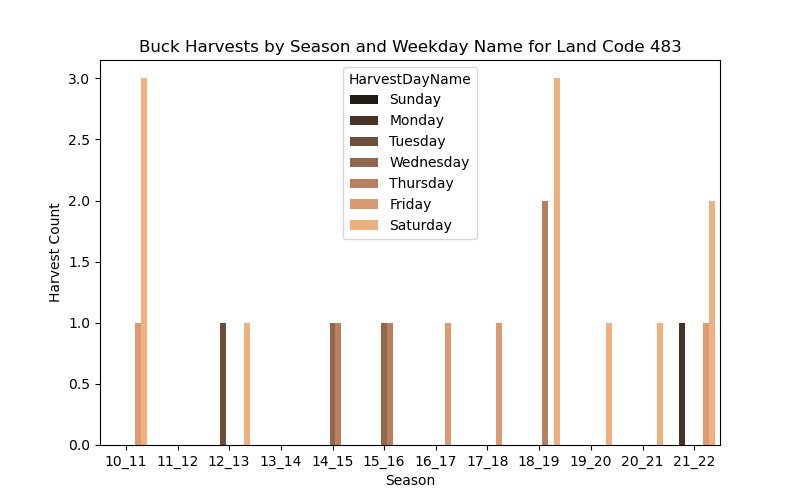 Buck Harvests by Season and Weekday Name for Land Code 483
HarvestDayName
Sunday
Monday
Tuesday
Wednesday
Thursday
Friday
Saturday
Harvest Count
3.0
2.5
2.0
1.5
1.0
0.5
0.0
10_11 11_12 12_13 13_14 14_15 15_16 16_17 17_18 18_19 19_20 20_21 21_22
Season